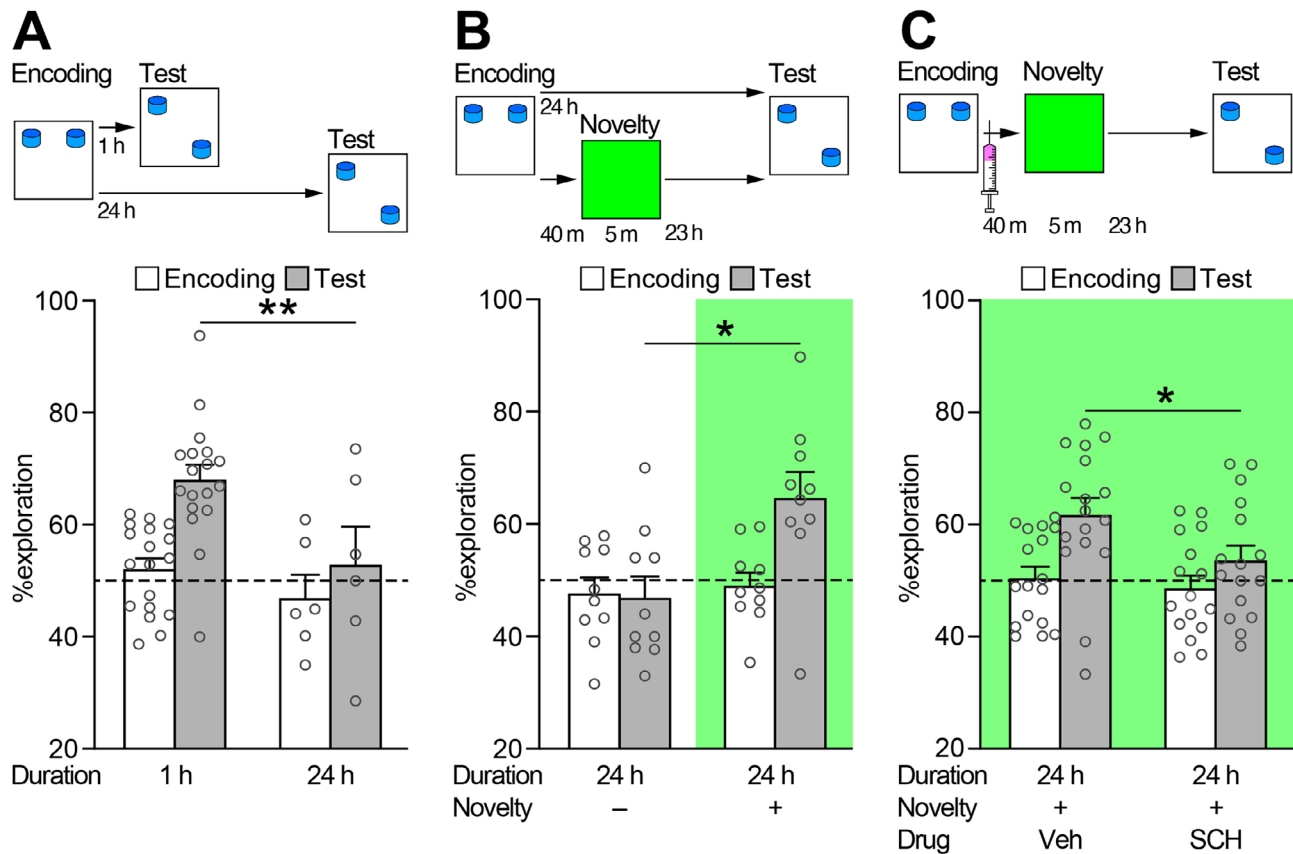 A
Encoding
Test
1 h
Test
24 h
Encoding
Test
100
**
80
60
40
20
%exploration
Duration
1 h
24 h
B
Encoding
Test
24 h
Novelty
40 m
5 m
23 h
Encoding
Test
100
*
80
60
40
20
%exploration
Duration
24 h
24 h
Novelty
–
+
C
Encoding
Novelty
Test
40 m
5 m
23 h
Encoding
Test
100
*
80
60
40
20
%exploration
Duration
24 h
24 h
Novelty
+
+
Drug
Veh
SCH